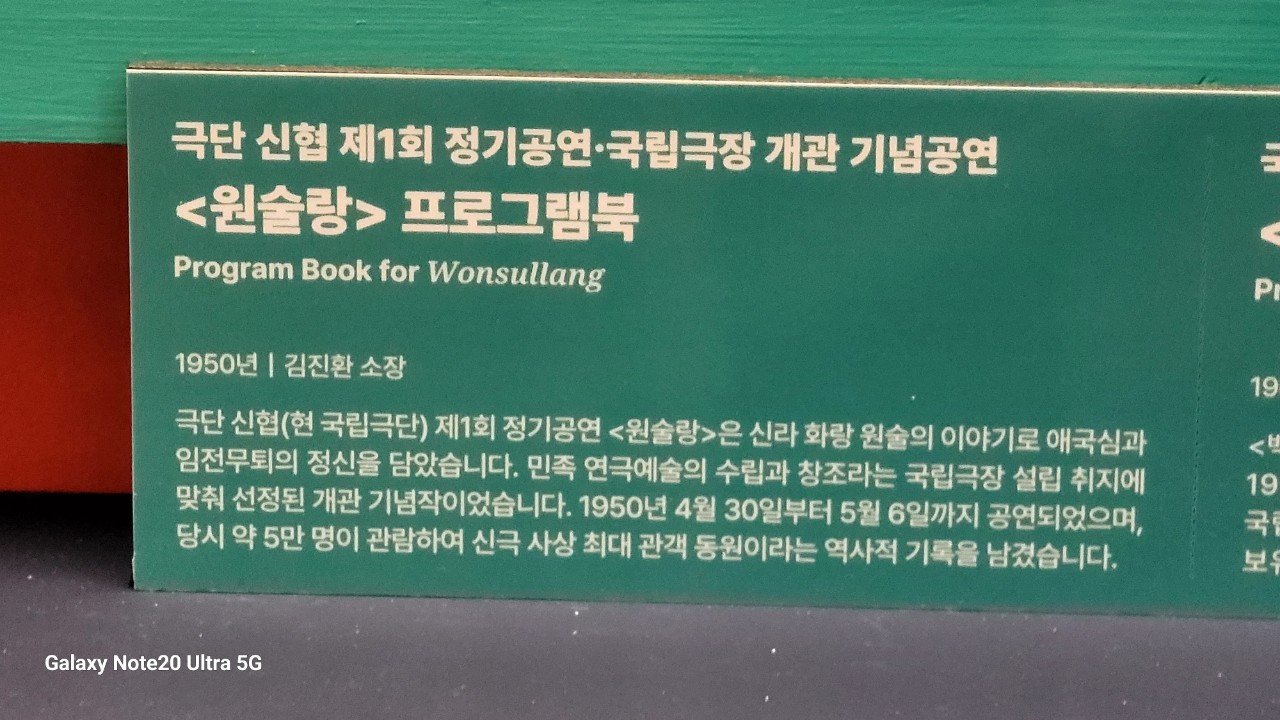 극단 신협 제1회 정기공연·국립극장 개관 기념공연
<원술랑> 프로그램북
Program Book for Wonsullang
1950년 | 김진환 소장
극단 신협(현 국립극단) 제1회 정기공연 <원술랑>은 신라 화랑 원술의 이야기로 애국심과
임전무퇴의 정신을 담았습니다. 민족 연극예술의 수립과 창조라는 국립극장 설립 취지에
맞춰 선정된 개관 기념작이었습니다. 1950년 4월 30일부터 5월 6일까지 공연되었으며,
당시 약 5만 명이 관람하여 신극 사상 최대 관객 동원이라는 역사적 기록을 남겼습니다.
Galaxy Note20 Ultra 5G